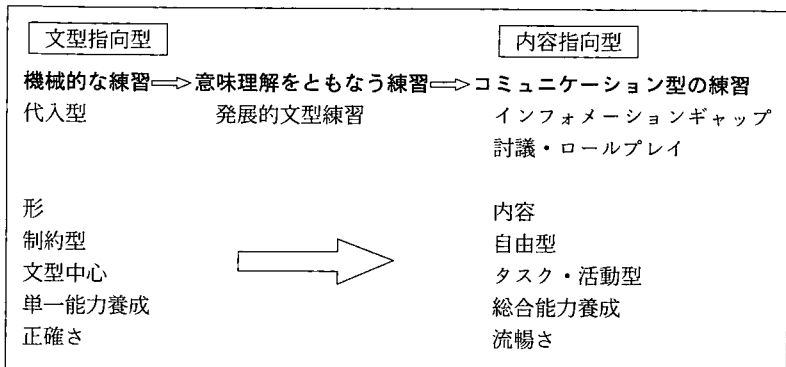 文型指向型 内容指向型
機械的な練習⇨意味理解をともなう練習⇨コミュニケーション型の練習
代入型 発展的文型練習 インフォメーションギャップ
討議・ロールプレイ
形 内容
制約型 自由型
文型中心 タスク・活動型
単一能力養成 総合能力養成
正確さ 流暢さ